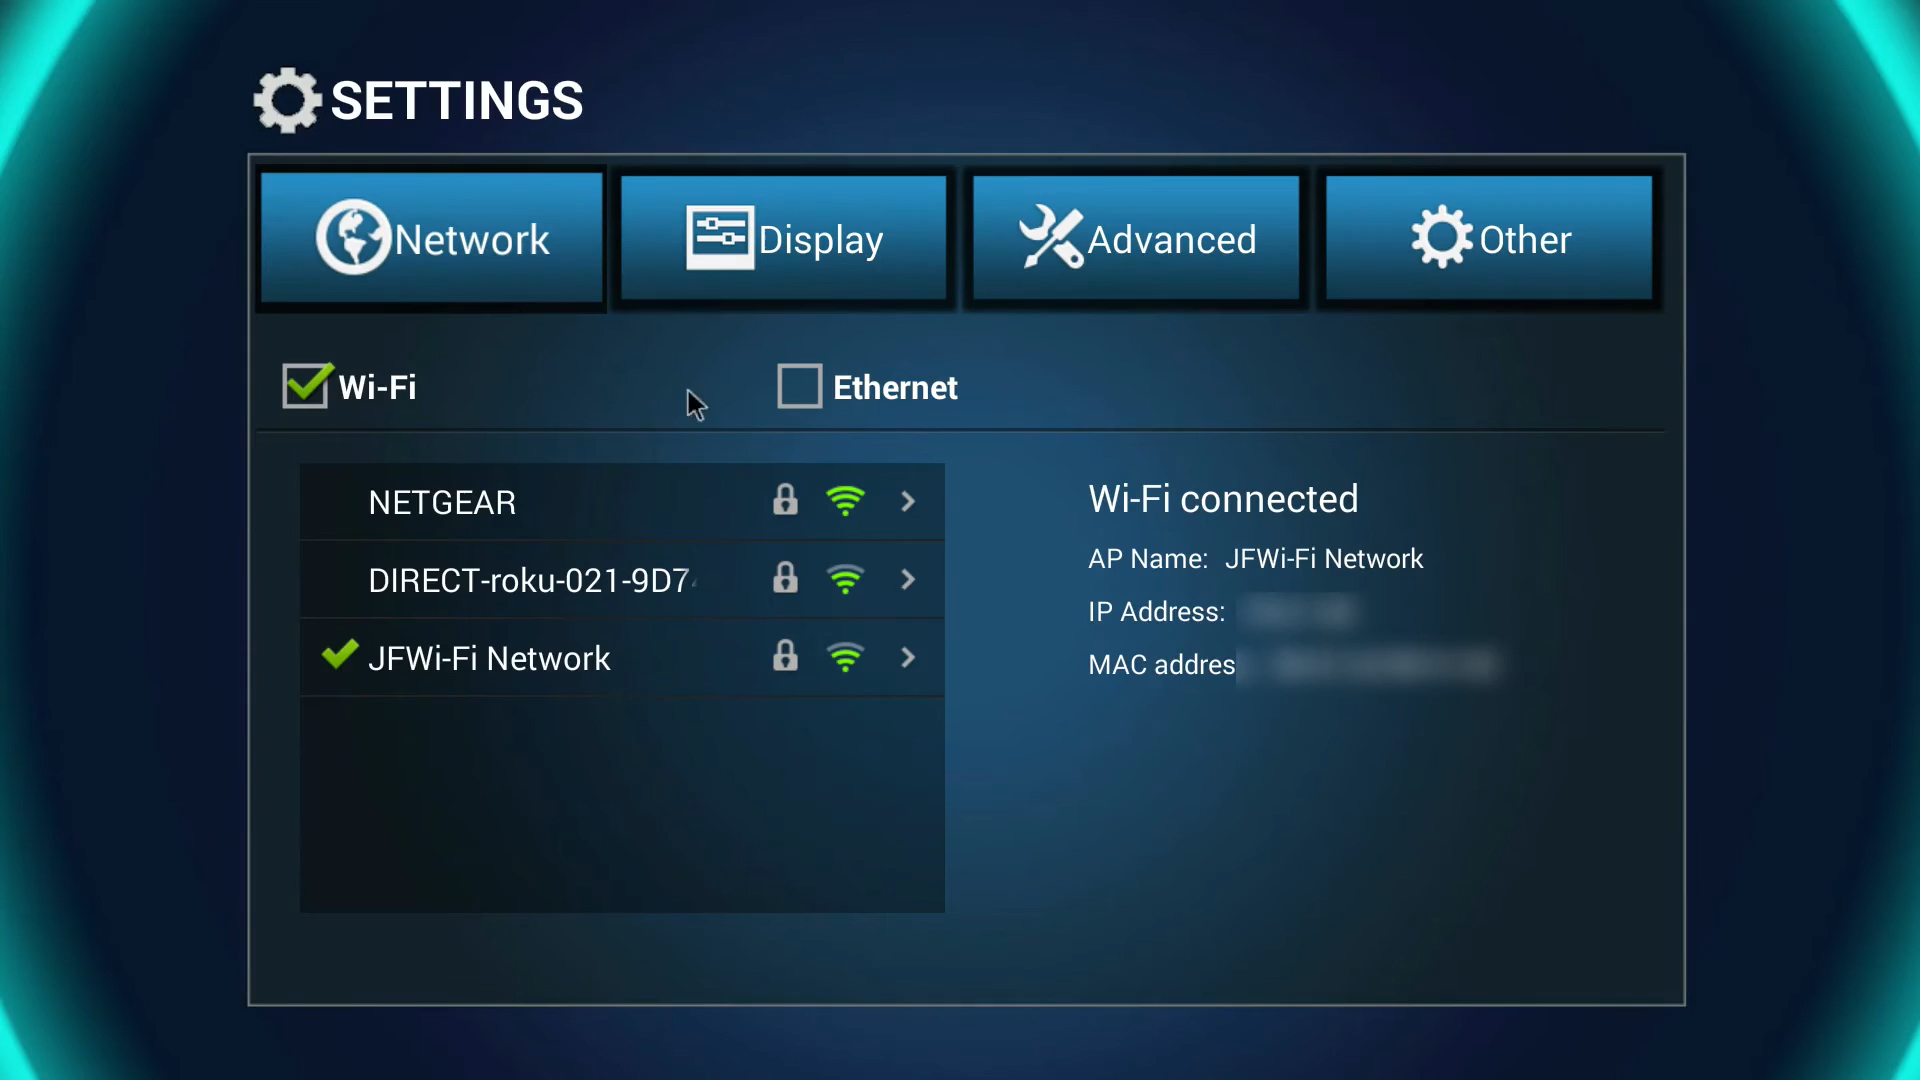 SETTINGS
Network
Display
Advanced
Other
Wi-Fi
Ethernet
NETGEAR
DIRECT-roku-021-9D7
JFWi-Fi Network
Wi-Fi connected
AP Name: JFWi-Fi Network
IP Address:
MAC addres